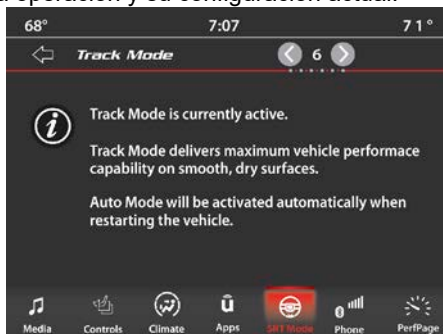 a operación y su configuración actual.
68° 7:07 71°
Track Mode 6
Track Mode is currently active.
Track Mode delivers maximum vehicle performace
capability on smooth, dry surfaces.
Auto Mode will be activated automatically when
restarting the vehicle.
Media Controls Climate Apps SRT Mode Phone PerfPage